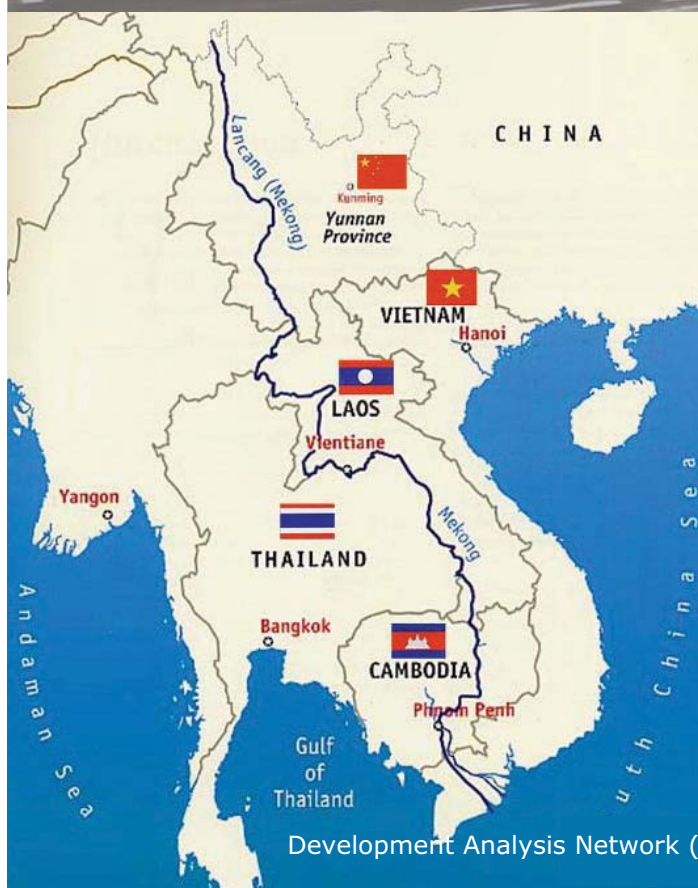 CHINA
Lancang (Mekong)
Kunming
Yunnan
Province
VIETNAM
Hanoi
LAOS
Vientiane
Yangon
Mekong
THAILAND
Bangkok
CAMBODIA
Phnom Penh
Gulf
of
Thailand
Andaman Sea
uth China Sea
Development Analysis Network (